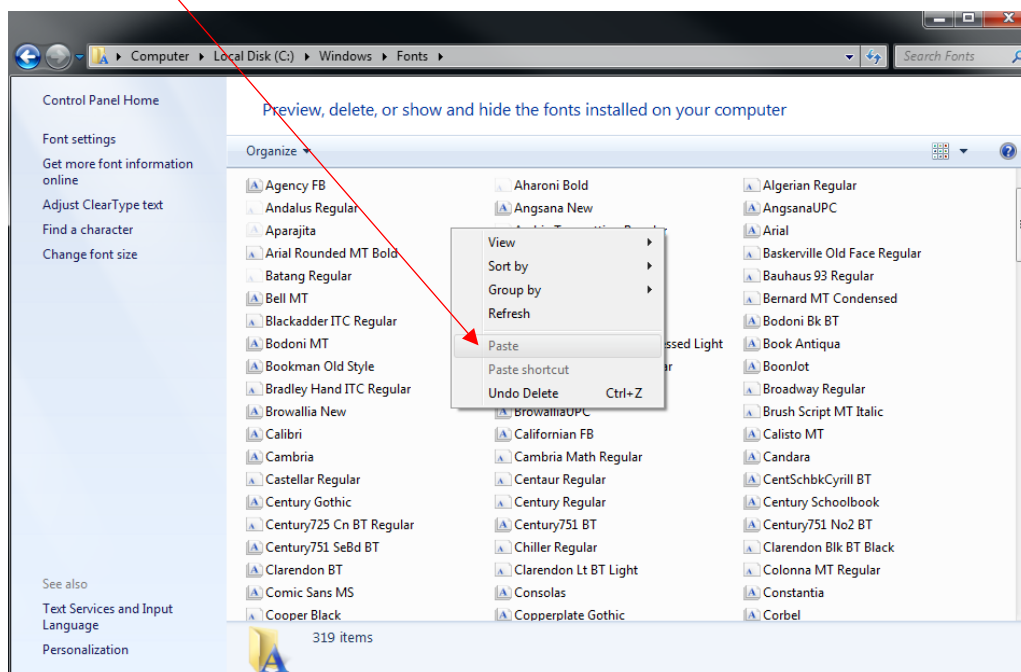 Computer ▸ Local Disk (C:) ▸ Windows ▸ Fonts ▸
Search Fonts
Control Panel Home
Font settings
Get more font information
online
Adjust ClearType text
Find a character
Change font size
See also
Text Services and Input
Language
Personalization
Preview, delete, or show and hide the fonts installed on your computer
Organize
Agency FB
Aharoni Bold
Algerian Regular
Andalus Regular
Angsana New
AngsanaUPC
Aparajita
Arial
Arial Rounded MT Bold
Baskerville Old Face Regular
Batang Regular
Bauhaus 93 Regular
Bell MT
Bernard MT Condensed
Blackadder ITC Regular
Bodoni Bk BT
Bodoni MT
Light
Book Antiqua
Bookman Old Style
BoonJot
Bradley Hand ITC Regular
Broadway Regular
Browallia New
BrowalliaUPC
Brush Script MT Italic
Calibri
Californian FB
Calisto MT
Cambria
Cambria Math Regular
Candara
Castellar Regular
Centaur Regular
CentSchbkCyrill BT
Century Gothic
Century Regular
Century Schoolbook
Century725 Cn BT Regular
Century751 BT
Century751 No2 BT
Century751 SeBd BT
Chiller Regular
Clarendon Blk BT Black
Clarendon BT
Clarendon Lt BT Light
Colonna MT Regular
Comic Sans MS
Consolas
Constantia
Cooper Black
Copperplate Gothic
Corbel
View
Sort by
Group by
Refresh
Paste
Paste shortcut
Undo Delete Ctrl+Z
319 items